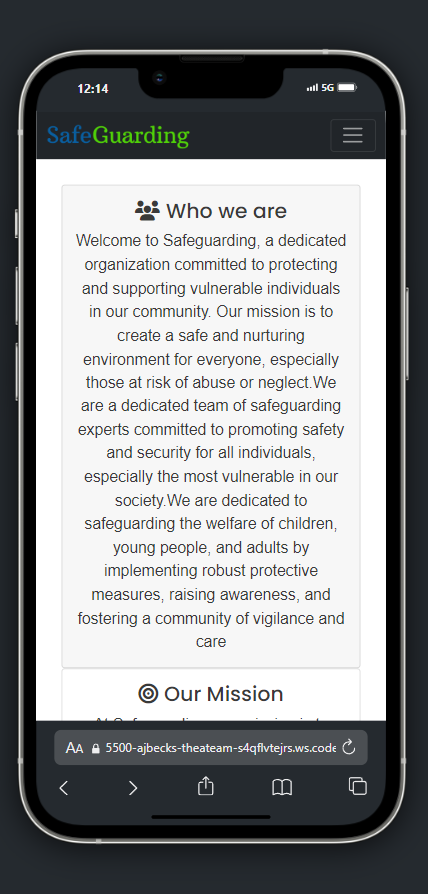 12:14
5G
SafeGuarding
Who we are
Welcome to Safeguarding, a dedicated
organization committed to protecting
and supporting vulnerable individuals
in our community. Our mission is to
create a safe and nurturing
environment for everyone, especially
those at risk of abuse or neglect.We
are a dedicated team of safeguarding
experts committed to promoting safety
and security for all individuals,
especially the most vulnerable in our
society.We are dedicated to
safeguarding the welfare of children,
young people, and adults by
implementing robust protective
measures, raising awareness, and
fostering a community of vigilance and
care
Our Mission
AA 5500-ajbecks-theateam-s4qflvtejrs.ws.code